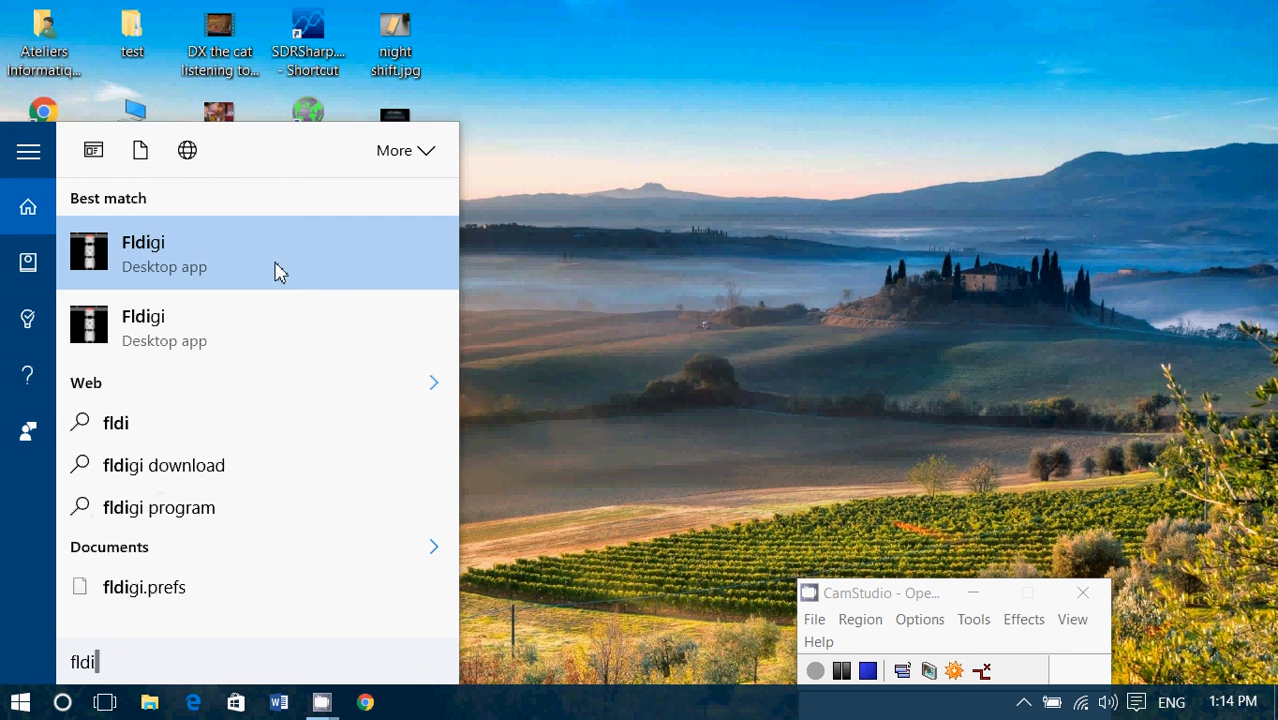 Ateliers
Informatiq...
test
DX the cat
listening to...
SDRSharp....
- Shortcut
night
shift.jpg
More
Best match
Fldigi
Desktop app
Fldigi
Desktop app
Web
fldi
fldigi download
fldigi program
Documents
fldigi.prefs
fldi
CamStudio - Ope...
File Region Options Tools Effects View
Help
ENG
1:14 PM